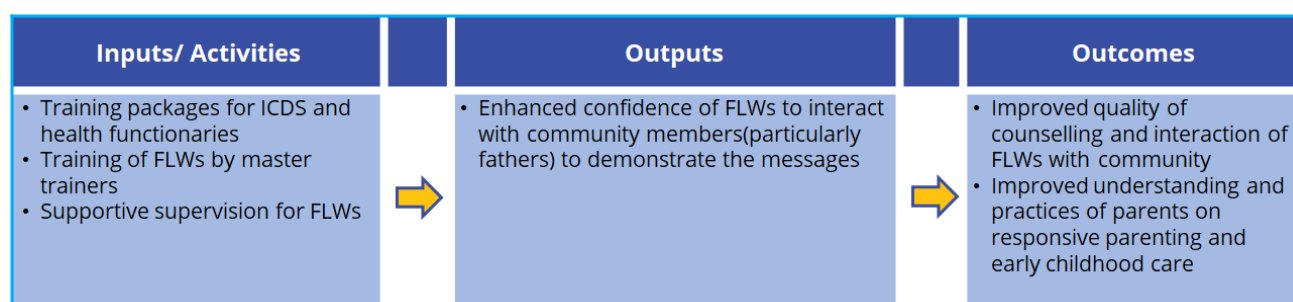 Inputs/ Activities
Outputs
Outcomes
• Training packages for ICDS and
health functionaries
• Training of FLWs by master
trainers
• Supportive supervision for FLWs
• Enhanced confidence of FLWs to interact
with community members(particularly
fathers) to demonstrate the messages
• Improved quality of
counselling and interaction of
FLWs with community
• Improved understanding and
practices of parents on
responsive parenting and
early childhood care